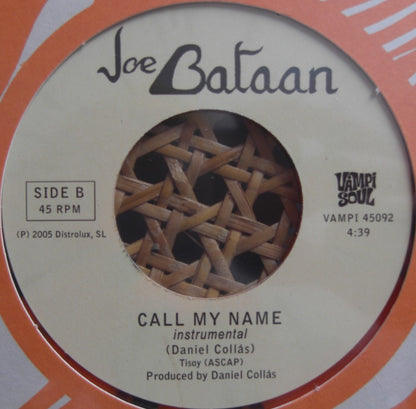 Joe Bataan
SIDE B
45 RPM
(P) 2005 Distrolux, SL
VAMPI
SOUL
VAMPI 45092
4:39
CALL MY NAME
instrumental
(Daniel Collás)
Tisoy (ASCAP)
Produced by Daniel Collás